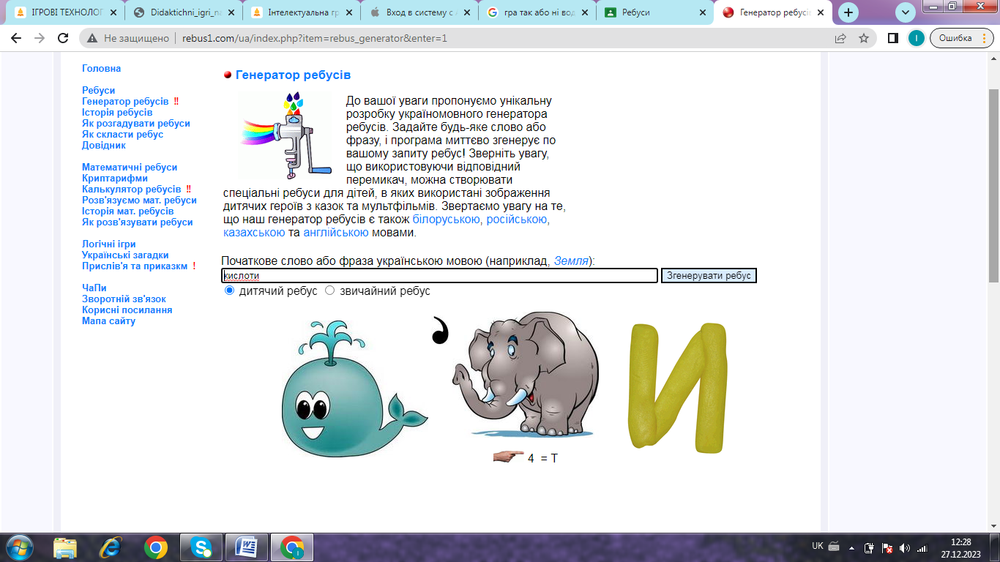 ІГРОВІ ТЕХНОЛОГ
Didaktichni_igri_na
Інтелектуальна гр
Вход в систему с А
гра так або ні вод
Ребуси
Генератор ребусів
Не защищено | rebus1.com/ua/index.php?item=rebus_generator&enter=1
І
Ошибка
Головна
Ребуси
Генератор ребусів !!
Історія ребусів
Як розгадувати ребуси
Як скласти ребус
Довідник
Математичні ребуси
Криптарифми
Калькулятор ребусів !!
Розв'язуємо мат. ребуси
Історія мат. ребусів
Як розв'язувати ребуси
Логічні ігри
Українські загадки
Прислів'я та приказкм !
ЧаПи
Зворотній зв'язок
Корисні посилання
Мапа сайту
Генератор ребусів
До вашої уваги пропонуємо унікальну
розробку україномовного генератора
ребусів. Задайте будь-яке слово або
фразу, і програма миттєво згенерує по
вашому запиту ребус! Зверніть увагу,
що використовуючи відповідний
перемикач, можна створювати
спеціальні ребуси для дітей, в яких використані зображення
дитячих героїв з казок та мультфільмів. Звертаємо увагу на те,
що наш генератор ребусів є також білоруською, російською,
казахською та англійською мовами.
Початкове слово або фраза українською мовою (наприклад, Земля):
кислоти
Згенерувати ребус
дитячий ребус звичайний ребус
,
И
4 = Т
UK
12:28
27.12.2023